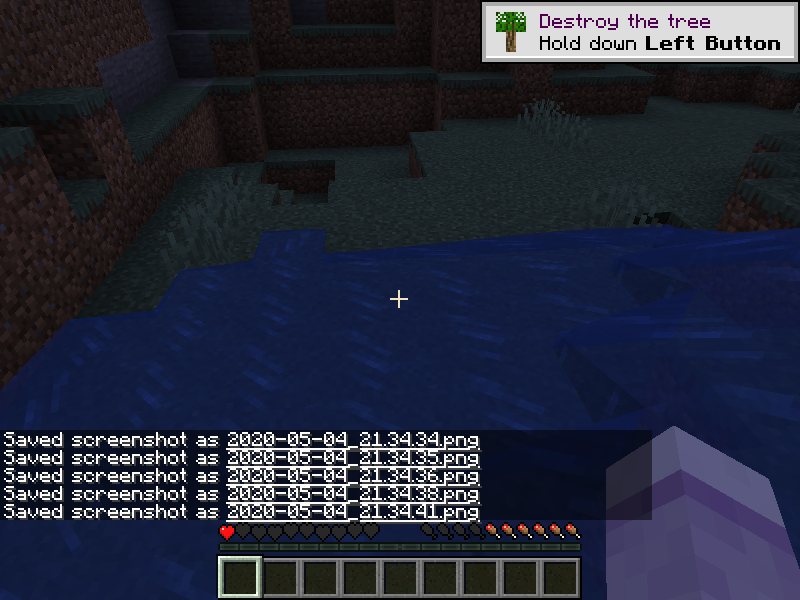 Destroy the tree
Hold down Left Button
Saved screenshot as 2020-05-04_21.34.34.png
Saved screenshot as 2020-05-04_21.34.35.png
Saved screenshot as 2020-05-04_21.34.36.png
Saved screenshot as 2020-05-04_21.34.38.png
Saved screenshot as 2020-05-04_21.34.41.png